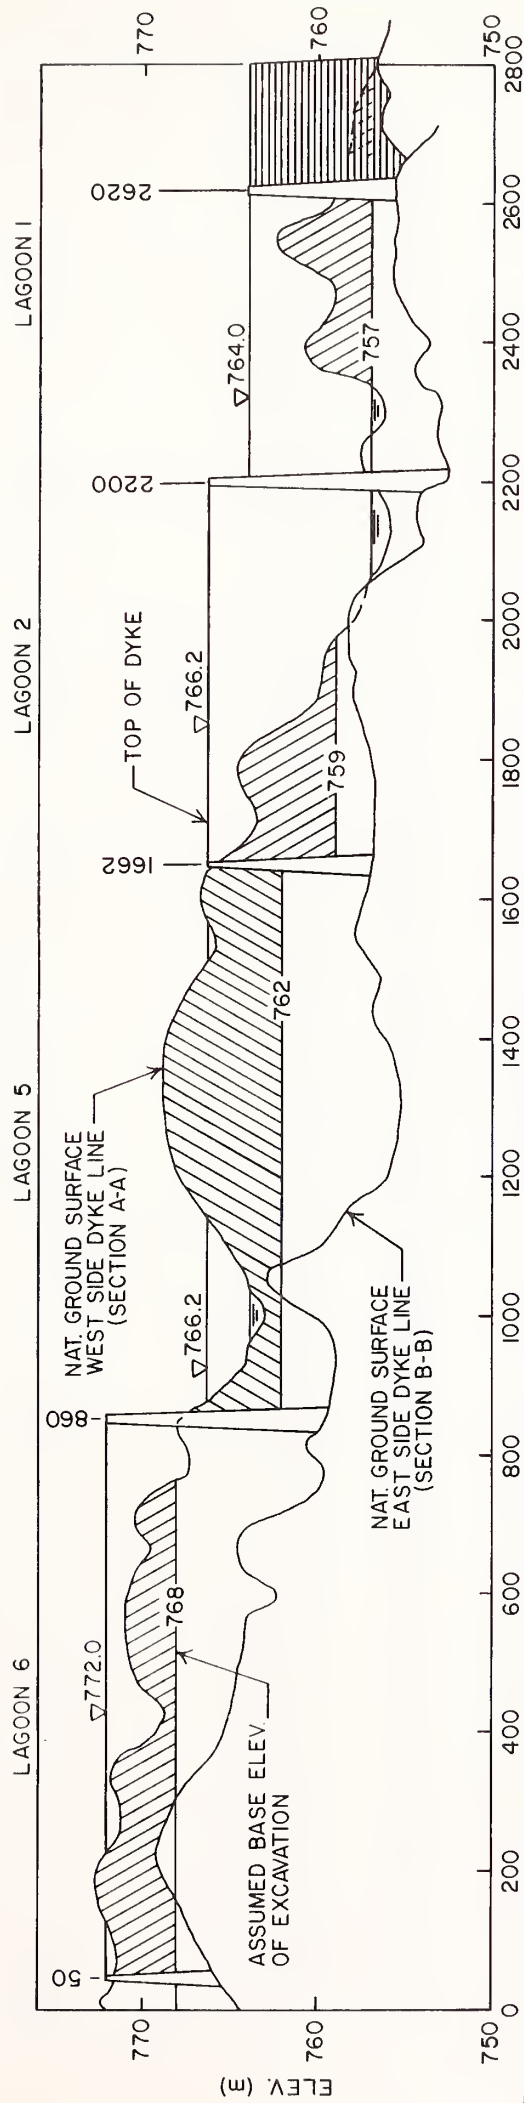 LAGOON 6
LAGOON 5
LAGOON 2
LAGOON 1
770
760
750
ELEV. (m)
50
860
1662
2200
2620
772.0
766.2
766.2
764.0
770
760
750
NAT. GROUND SURFACE
WEST SIDE DYKE LINE
(SECTION A-A)
TOP OF DYKE
768
762
759
757
ASSUMED BASE ELEV.
OF EXCAVATION
NAT. GROUND SURFACE
EAST SIDE DYKE LINE
(SECTION B-B)
0
200
400
600
800
1000
1200
1400
1600
1800
2000
2200
2400
2600
2800